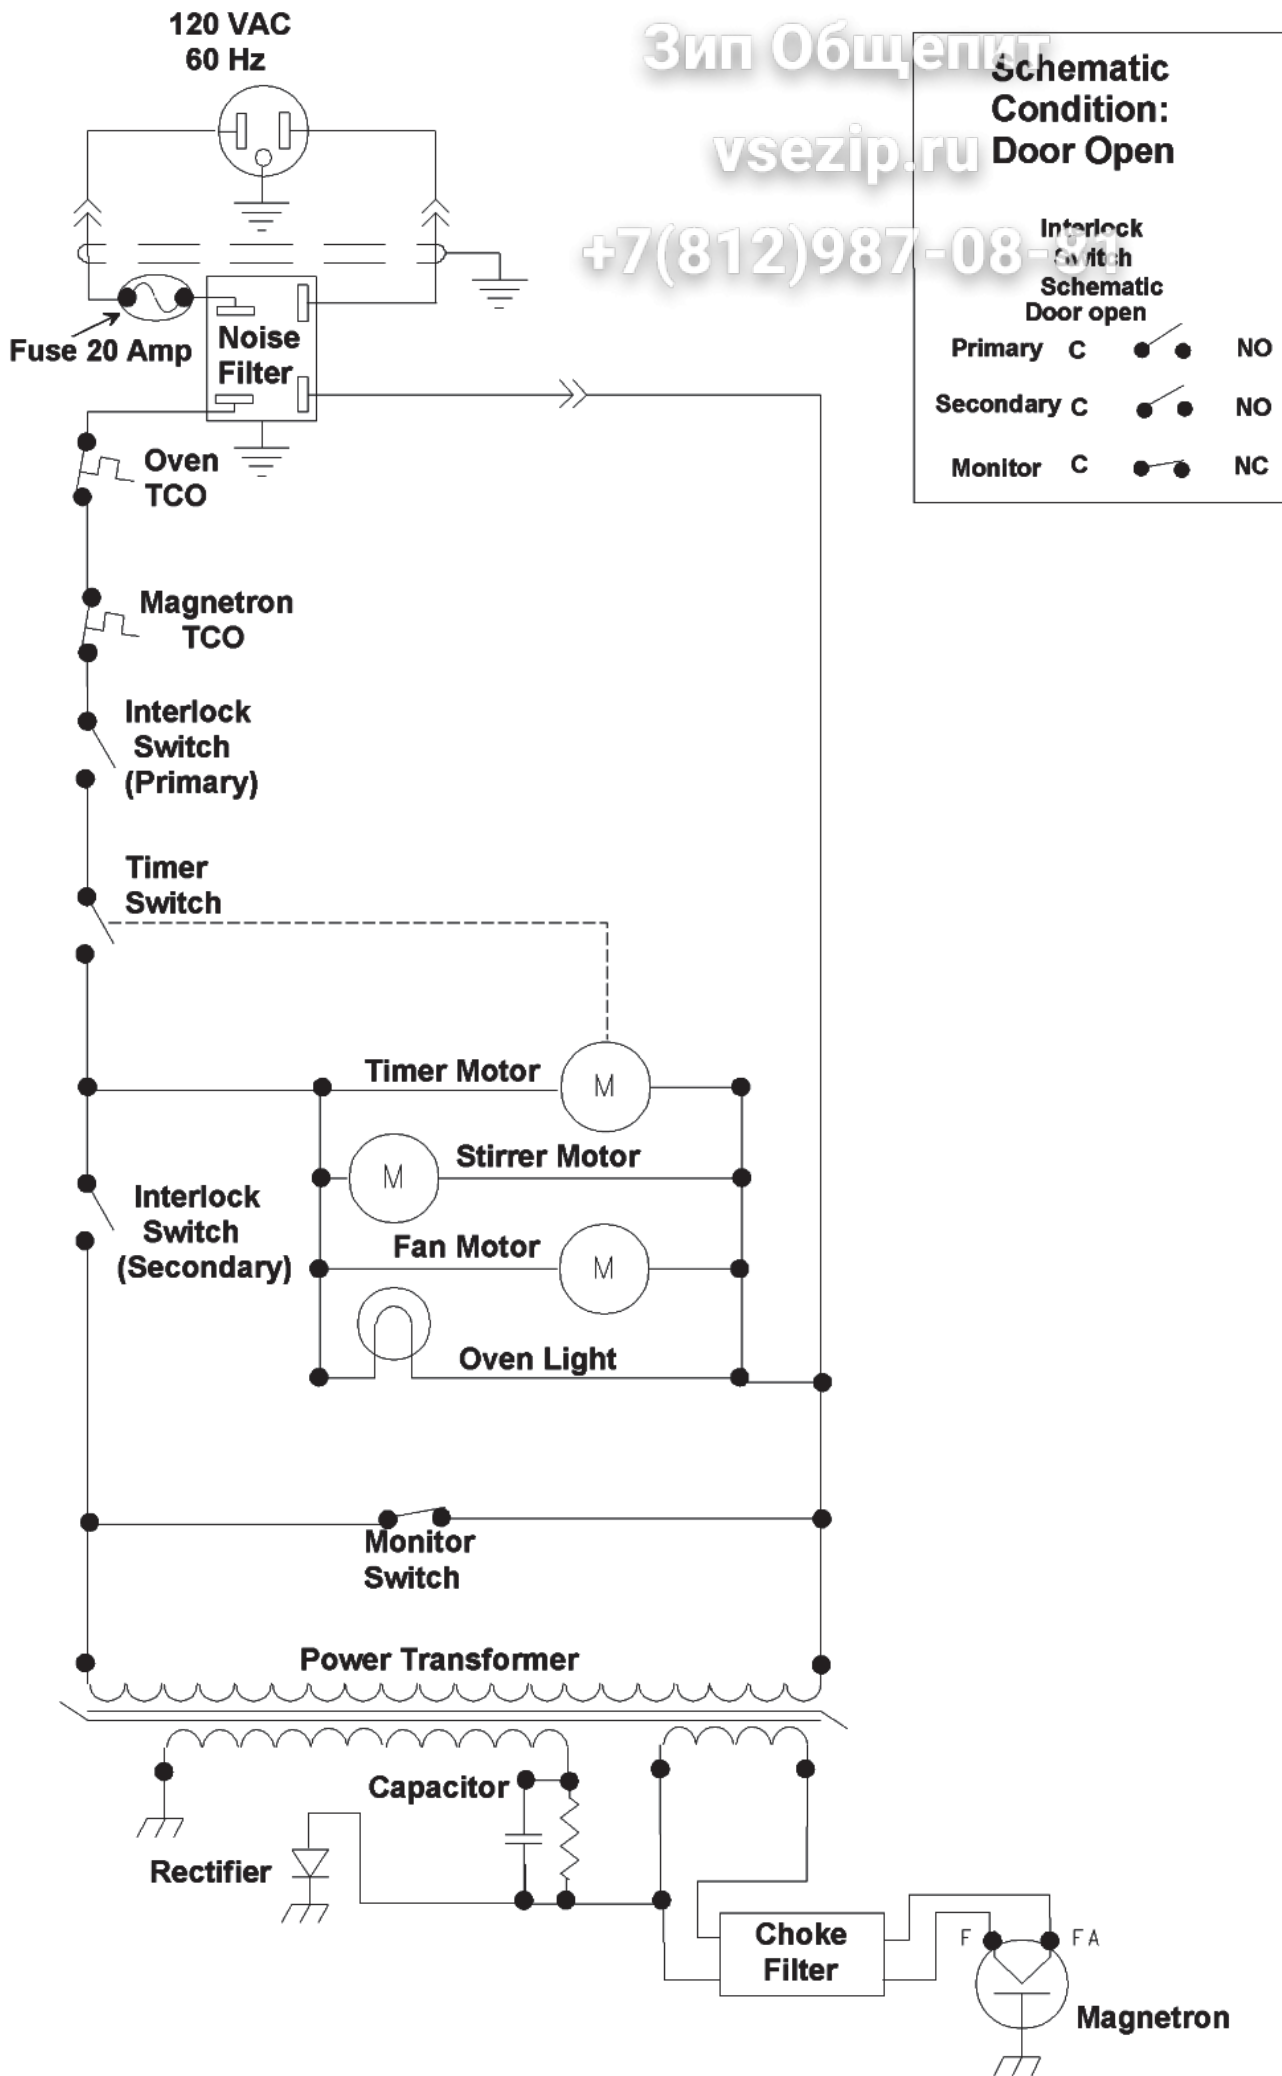 120 VAC
60 Hz
Зип Общепит
vsezip.ru
+7(812)987-08-81
Schematic
Condition:
Door Open
Interlock
Switch
Schematic
Door open
Primary C NO
Secondary C NO
Monitor C NC
Fuse 20 Amp
Noise
Filter
Oven
TCO
Magnetron
TCO
Interlock
Switch
(Primary)
Timer
Switch
Timer Motor
M
Stirrer Motor
M
Interlock
Switch
(Secondary)
Fan Motor
M
Oven Light
Monitor
Switch
Power Transformer
Capacitor
Rectifier
Choke
Filter
F
FA
Magnetron